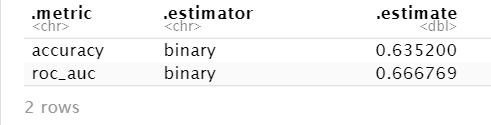 .metric .estimator .estimate
<chr> <chr> <dbl>
accuracy binary 0.635200
roc_auc binary 0.666769
2 rows